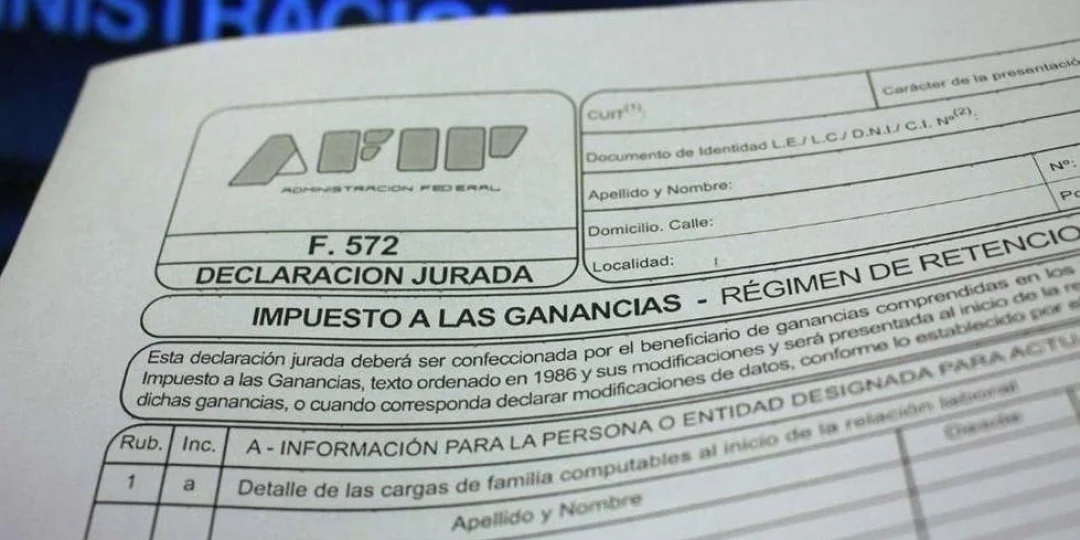 NISTRACION
AFIP
ADMINISTRACION FEDERAL
F. 572
DECLARACION JURADA
CUIT(1)
Carácter de la presentació
Documento de Identidad L.E./ L.C./ D.N.I./ C.I. Nº(2):
Apellido y Nombre:
Nº:
Domicilio. Calle:
Localidad:
IMPUESTO A LAS GANANCIAS - RÉGIMEN DE RETENCIO
Esta declaración jurada deberá ser confeccionada por el beneficiario de ganancias comprendidas en los
Impuesto a las Ganancias, texto ordenado en 1986 y sus modificaciones y será presentada al inicio de la re
dichas ganancias, o cuando corresponda declarar modificaciones de datos, conforme lo establecido por el
Rub. Inc. A - INFORMACIÓN PARA LA PERSONA O ENTIDAD DESIGNADA PARA ACTU
1 a Detalle de las cargas de familia computables al inicio de la relación laboral
Apellido y Nombre